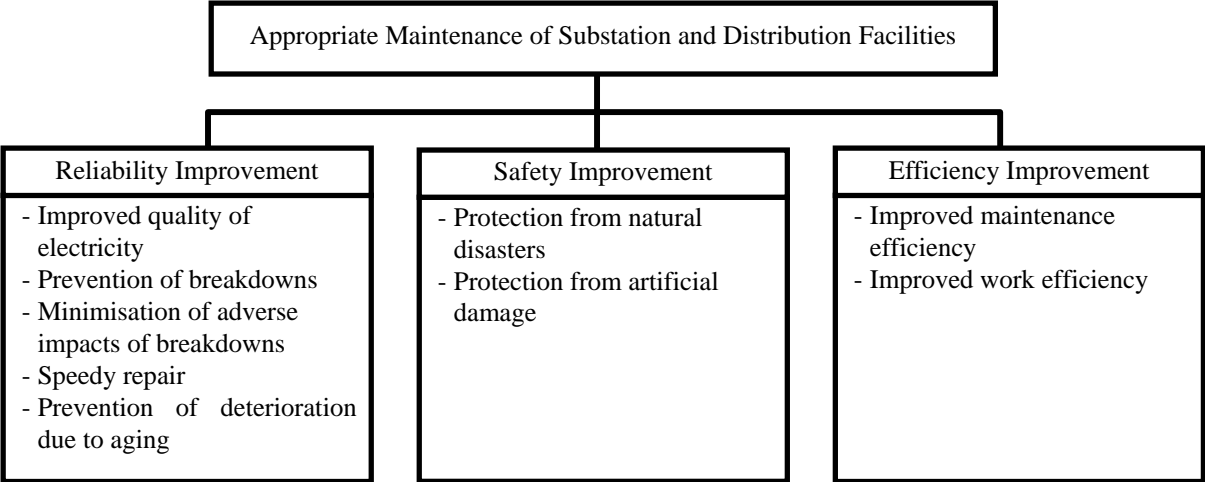 Appropriate Maintenance of Substation and Distribution Facilities
Reliability Improvement
- Improved quality of
electricity
- Prevention of breakdowns
- Minimisation of adverse
impacts of breakdowns
- Speedy repair
- Prevention of deterioration
due to aging
Safety Improvement
- Protection from natural
disasters
- Protection from artificial
damage
Efficiency Improvement
- Improved maintenance
efficiency
- Improved work efficiency